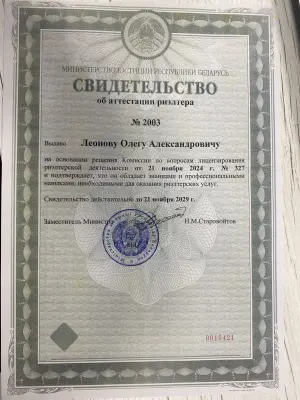 МИНИСТЕРСТВО ЮСТИЦИИ РЕСПУБЛИКИ БЕЛАРУСЬ
СВИДЕТЕЛЬСТВО
об аттестации риэлтера
№ 2003
Выдано Леонову Олегу Александровичу
на основании решения Комиссии по вопросам лицензирования
риэлтерской деятельности от 21 ноября 2024 г. № 327
и подтверждает, что он обладает знаниями и профессиональными
навыками, необходимыми для оказания риэлтерских услуг.
Свидетельство действительно до 21 ноября 2029 г.
Заместитель Министра Н.М.Старовойтов